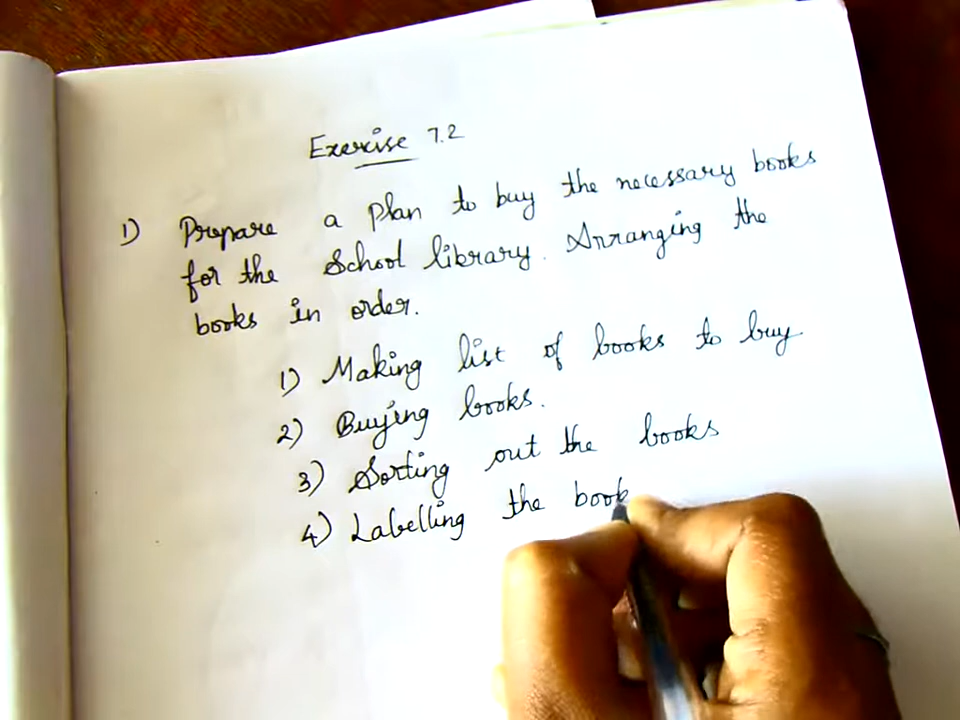 Exercise 7.2
1) Prepare a plan to buy the necessary books
for the School library. Arranging the
books in order.
1) Making list of books to buy
2) Buying books.
3) Sorting out the books
4) Labelling the book